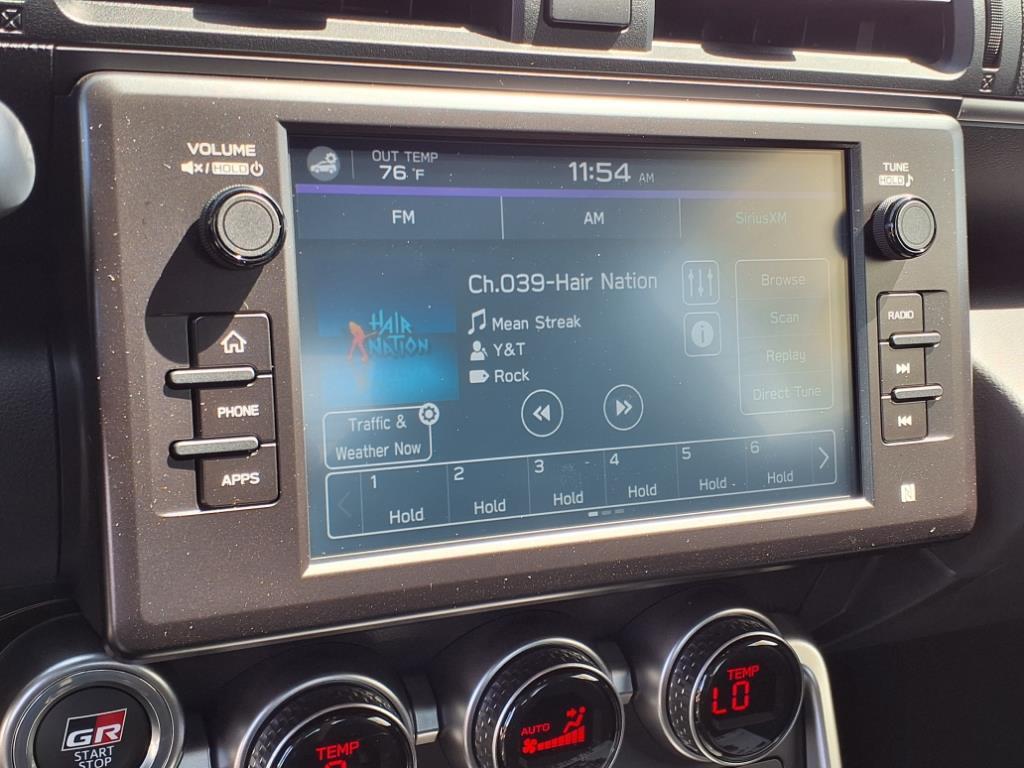 VOLUME
HOLD
OUT TEMP
76 °F
11:54 AM
TUNE
HOLD
FM
AM
SiriusXM
Ch.039-Hair Nation
HAIR
NATION
Mean Streak
Y&T
Rock
Browse
Scan
Replay
Direct Tune
RADIO
PHONE
APPS
Traffic &
Weather Now
1 2 3 4 5 6
Hold Hold Hold Hold Hold Hold
GR
START
STOP
TEMP
AUTO
TEMP
LO